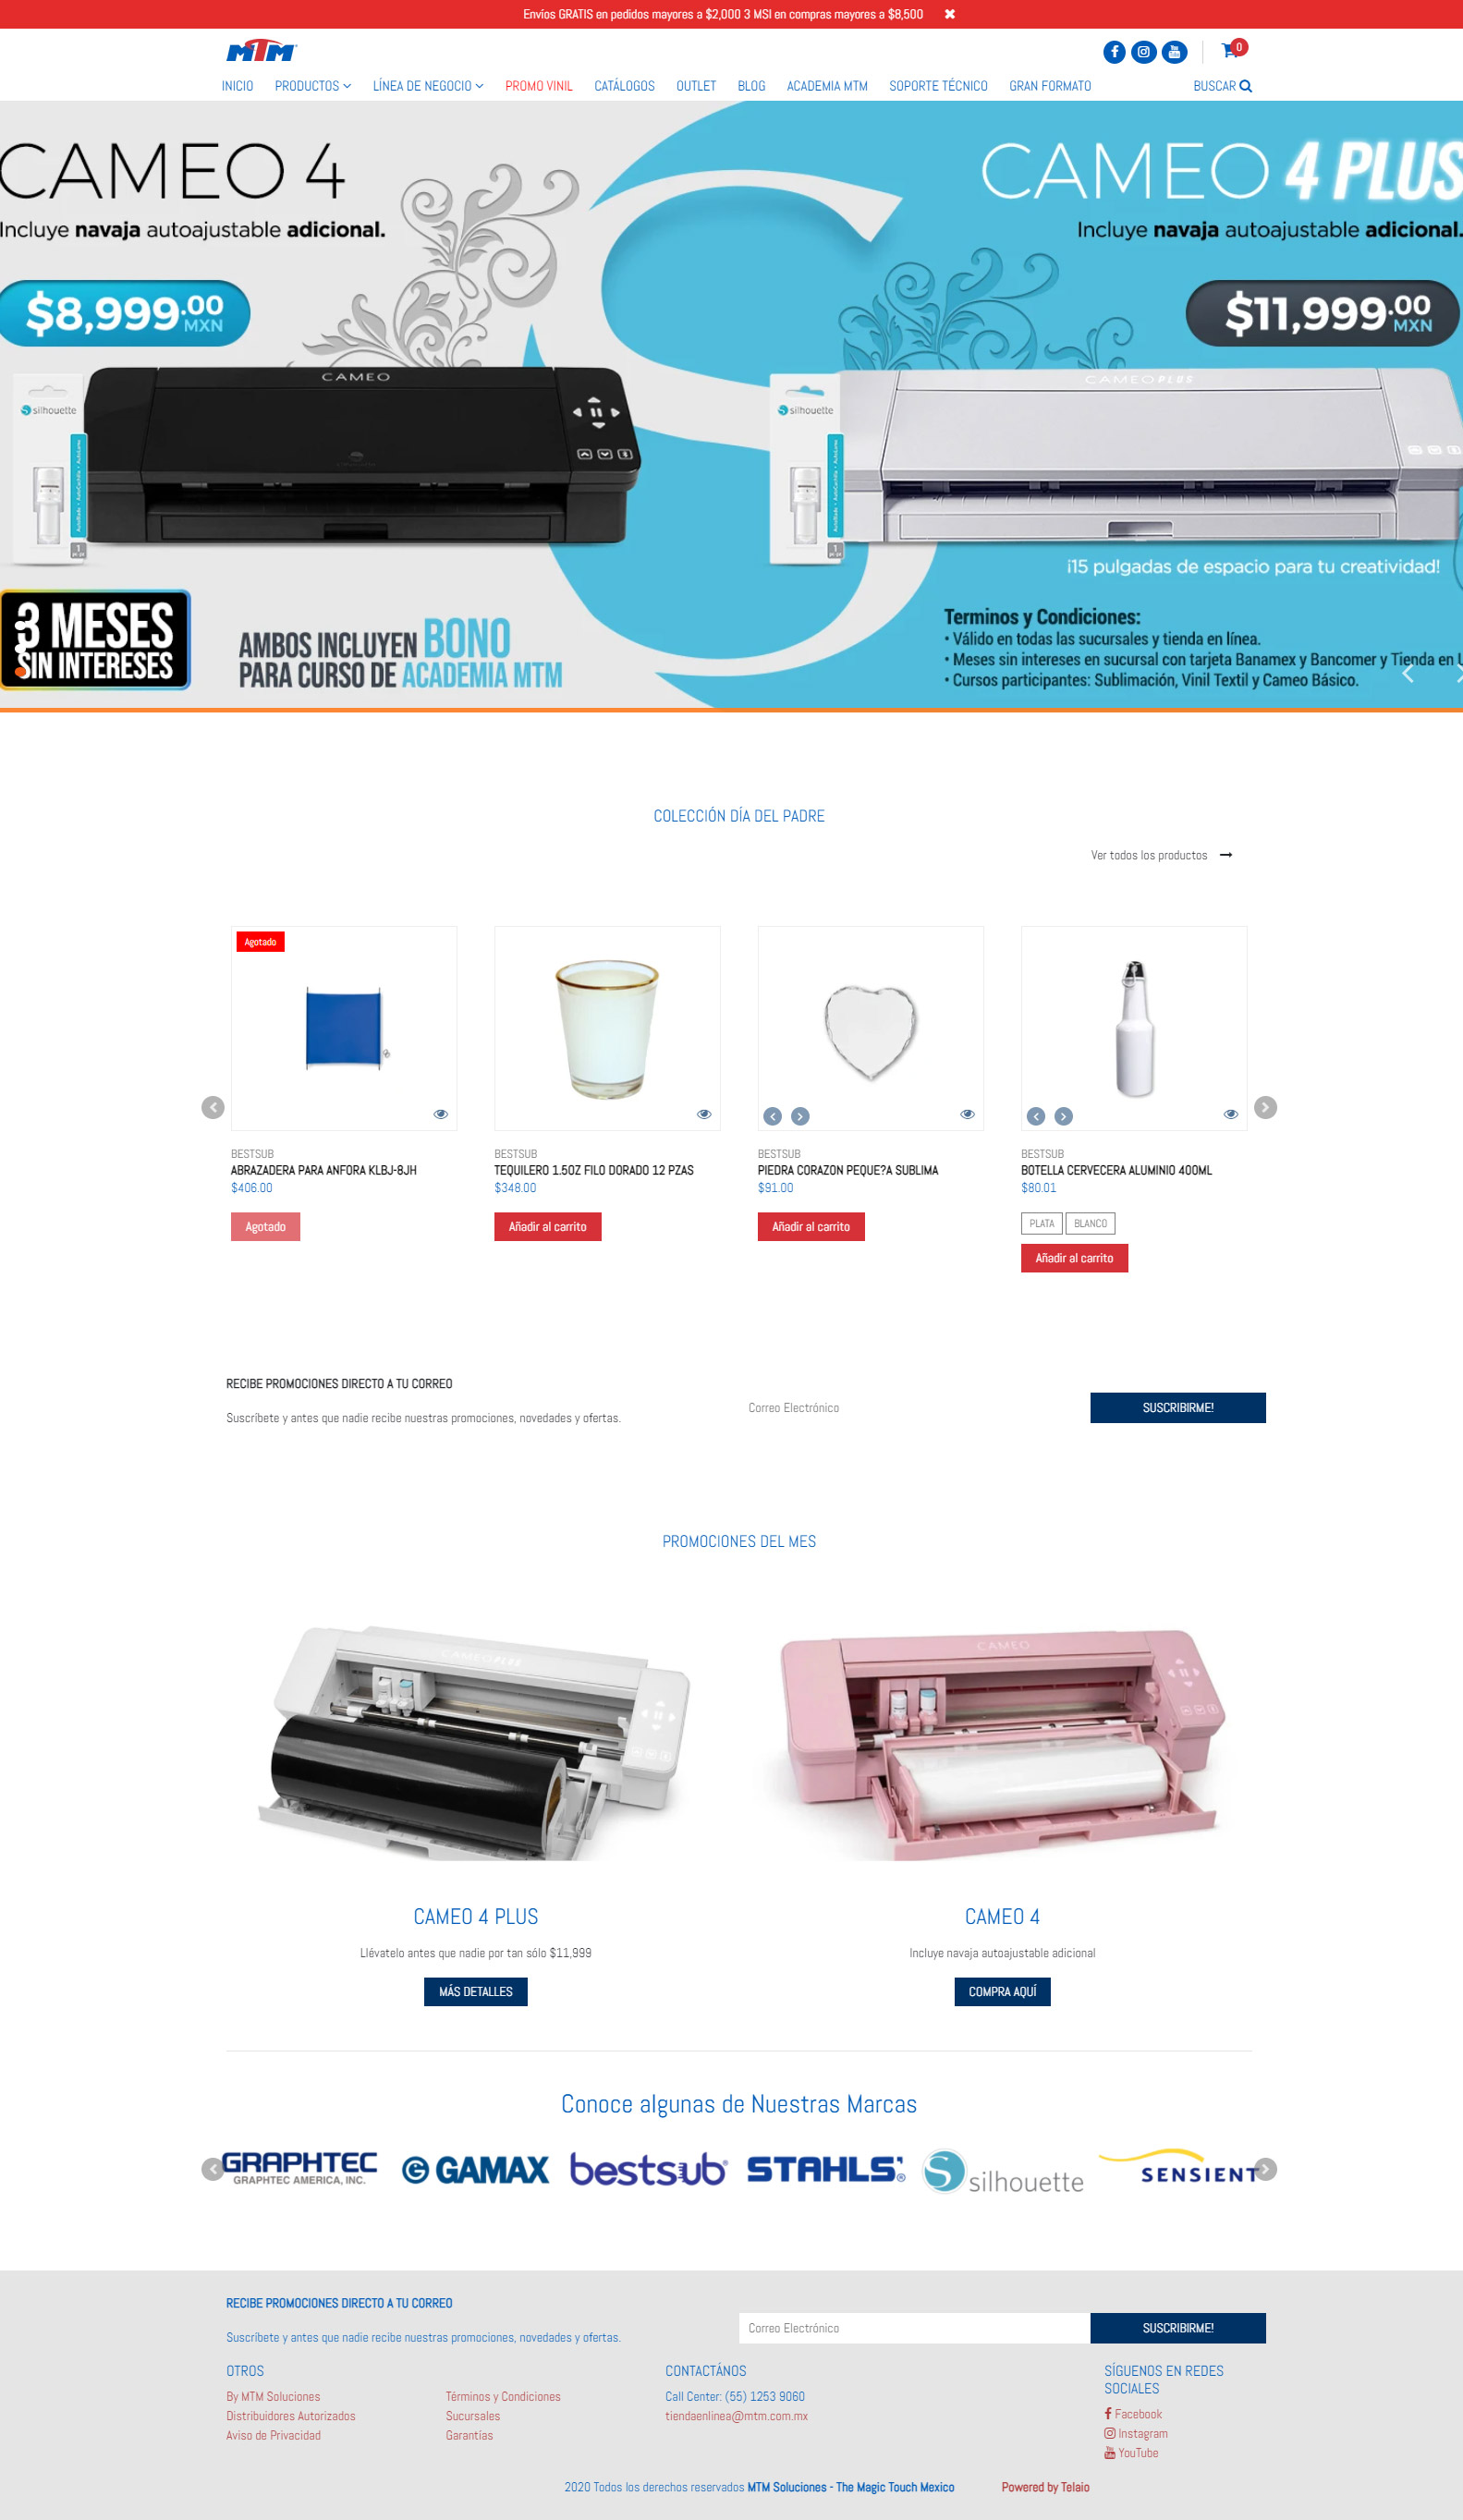 Envíos GRATIS en pedidos mayores a $2,000 3 MSI en compras mayores a $8,500
MTM
0
INICIO PRODUCTOS LÍNEA DE NEGOCIO PROMO VINIL CATÁLOGOS OUTLET BLOG ACADEMIA MTM SOPORTE TÉCNICO GRAN FORMATO BUSCAR
CAMEO 4
Incluye navaja autoajustable adicional.
$8,999.00 MXN
CAMEO 4 PLUS
Incluye navaja autoajustable adicional.
$11,999.00 MXN
CAMEO
silhouette
AutoBlade
1
CAMEO PLUS
silhouette
AutoBlade
1
¡15 pulgadas de espacio para tu creatividad!
3 MESES
SIN INTERESES
AMBOS INCLUYEN BONO
PARA CURSO DE ACADEMIA MTM
Terminos y Condiciones:
• Válido en todas las sucursales y tienda en línea.
• Meses sin intereses en sucursal con tarjeta Banamex y Bancomer y Tienda en
• Cursos participantes: Sublimación, Vinil Textil y Cameo Básico.
COLECCIÓN DÍA DEL PADRE
Ver todos los productos
Agotado
BESTSUB
ABRAZADERA PARA ANFORA KLBJ-8JH
$406.00
Agotado
BESTSUB
TEQUILERO 1.5OZ FILO DORADO 12 PZAS
$348.00
Añadir al carrito
BESTSUB
PIEDRA CORAZON PEQUE?A SUBLIMA
$91.00
Añadir al carrito
BESTSUB
BOTELLA CERVECERA ALUMINIO 400ML
$80.01
PLATA BLANCO
Añadir al carrito
RECIBE PROMOCIONES DIRECTO A TU CORREO
Suscríbete y antes que nadie recibe nuestras promociones, novedades y ofertas.
Correo Electrónico
SUSCRIBIRME!
PROMOCIONES DEL MES
CAMEO PLUS
CAMEO
CAMEO 4 PLUS
Llévatelo antes que nadie por tan sólo $11,999
MÁS DETALLES
CAMEO 4
Incluye navaja autoajustable adicional
COMPRA AQUÍ
Conoce algunas de Nuestras Marcas
GRAPHTEC
GRAPHTEC AMERICA, INC.
GAMAX
bestsub
STAHLS'®
silhouette
SENSIENT
RECIBE PROMOCIONES DIRECTO A TU CORREO
Suscríbete y antes que nadie recibe nuestras promociones, novedades y ofertas.
Correo Electrónico
SUSCRIBIRME!
OTROS
By MTM Soluciones
Distribuidores Autorizados
Aviso de Privacidad
Términos y Condiciones
Sucursales
Garantías
CONTACTÁNOS
Call Center: (55) 1253 9060
tiendaenlinea@mtm.com.mx
SÍGUENOS EN REDES
SOCIALES
Facebook
Instagram
YouTube
2020 Todos los derechos reservados MTM Soluciones - The Magic Touch Mexico
Powered by Telaio